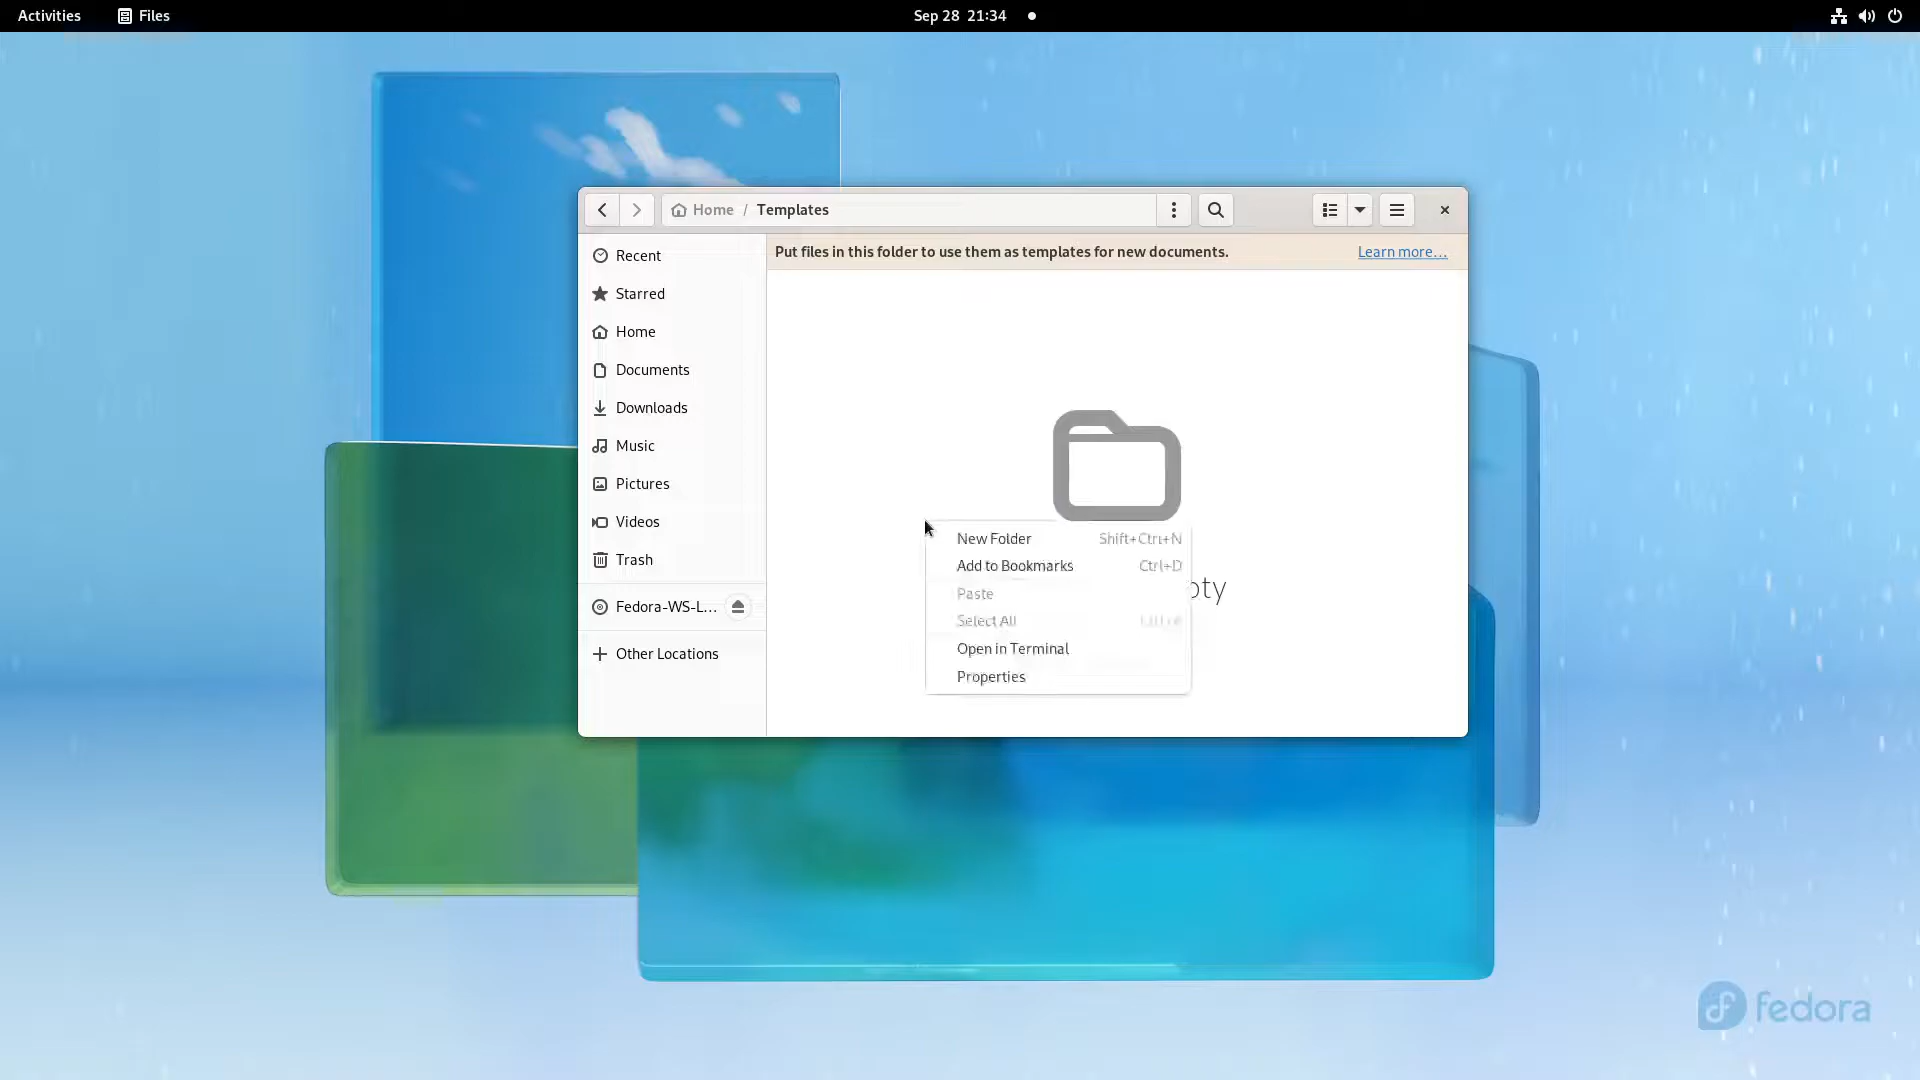 Activities Files Sep 28 21:34
Home / Templates
Put files in this folder to use them as templates for new documents. Learn more...
Recent
Starred
Home
Documents
Downloads
Music
Pictures
Videos
Trash
Fedora-WS-L...
Other Locations
New Folder Shift+Ctrl+N
Add to Bookmarks Ctrl+D
Paste
Select All
Open in Terminal
Properties
fedora